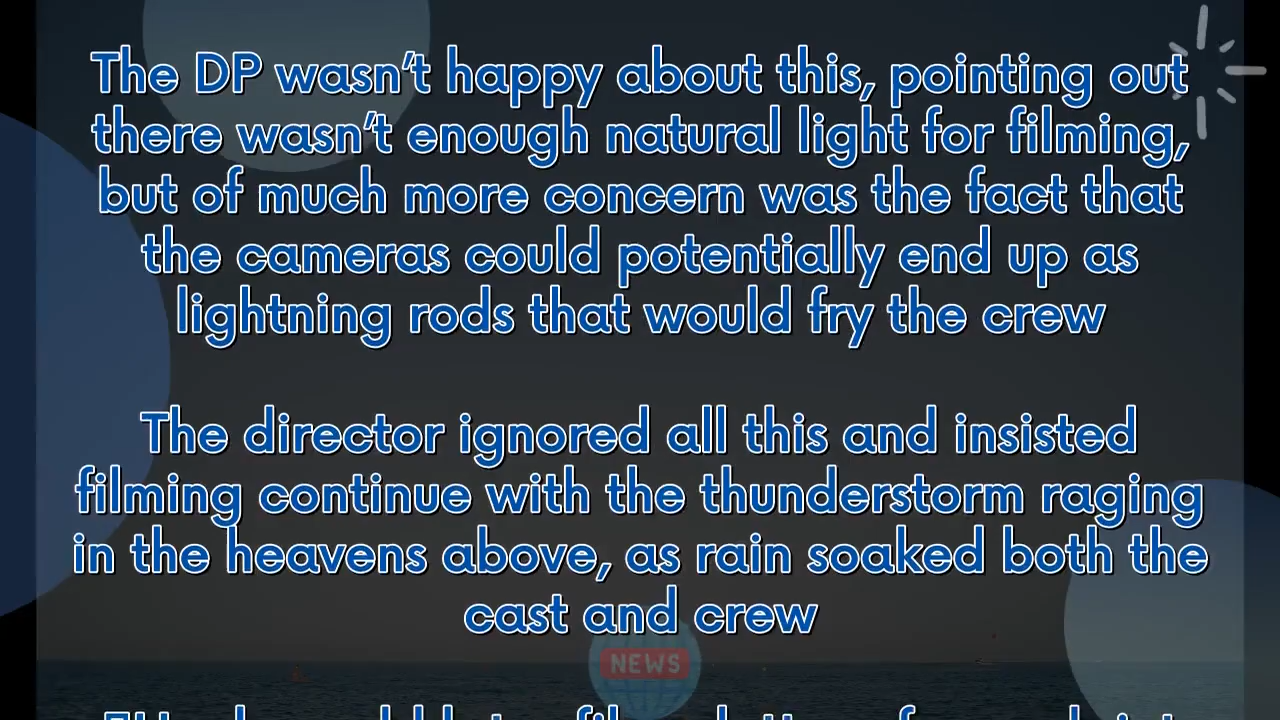 The DP wasn’t happy about this, pointing out
there wasn’t enough natural light for filming,
but of much more concern was the fact that
the cameras could potentially end up as
lightning rods that would fry the crew
The director ignored all this and insisted
filming continue with the thunderstorm raging
in the heavens above, as rain soaked both the
cast and crew
NEWS